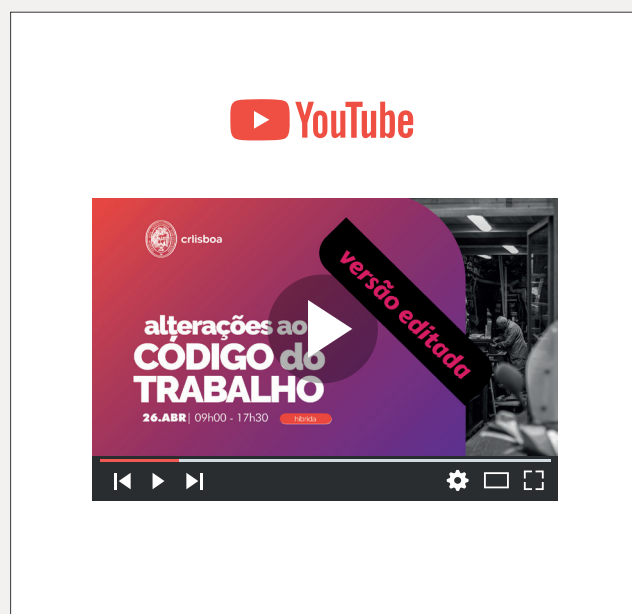 YouTube
crlisboa
versão editada
alterações ao
CÓDIGO do
TRABALHO
26.ABR| 09h00 - 17h30 híbrida